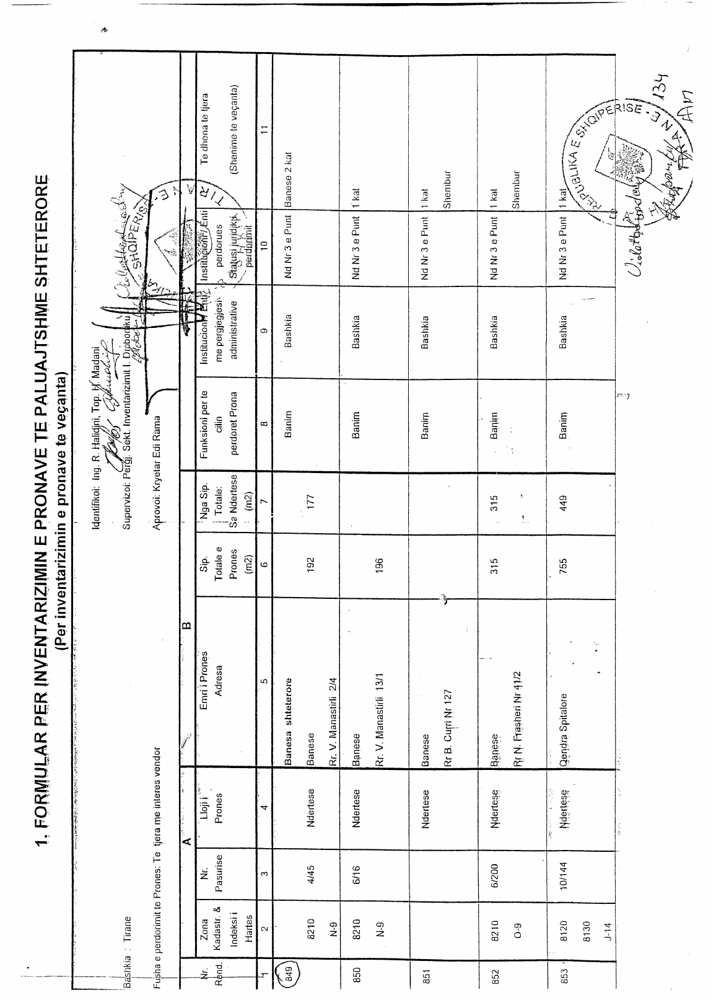 1. FORMULAR PER INVENTARIZIMIN E PRONAVE TE PALUAJTSHME SHTETERORE
(Per inventarizimin e pronave te veçanta)
Identifikoi: Ing. R. Halidini, Top. H. Madani
Bashkia : Tirane
Supervizoi: Pergj. Sekt. Inventarizimit I. Droboniku
Fusha e perdorimit te Prones: Te tjera me interes vendor
Aprovoi: Kryetar Edi Rama
A B C
Nr. Rend.
Zona Kadastr. & Indeksi i Hartes
Nr. Pasurise
Lloji i Prones
Emri i Prones Adresa
Sip. Totale e Prones (m2)
Nga Sip. Totale: Sa Ndertese (m2)
Funksioni per te cilin perdoret Prona
Institucioni / Enti me pergjegjesi administrative
Institucioni / Enti perdorues Statusi juridik i perdorimit
Te dhena te tjera (Shenime te veçanta)
1 2 3 4 5 6 7 8 9 10 11
849 Banesa shteterore Banim Bashkia Nd Nr 3 e Punt Banese 2 kat
8210 4/45 Ndertese Banese 192 177
N-9 Rr. V. Manastirli 2/4
850 8210 6/16 Ndertese Banese Banim Bashkia Nd Nr 3 e Punt 1 kat
N-9 Rr. V. Manastirli 13/1 196
851 Ndertese Banese Banim Bashkia Nd Nr 3 e Punt 1 kat
Rr B. Curri Nr 127 Shembur
852 8210 6/200 Ndertese Banese 315 315 Banim Bashkia Nd Nr 3 e Punt 1 kat
O-9 Rr N. Frasheri Nr 41/2 Shembur
853 8120 10/144 Ndertese Qendra Spitalore 755 449 Banim Bashkia Nd Nr 3 e Punt 1 kat
8130
J-14
REPUBLIKA E SHQIPERISE
TIRANE
134